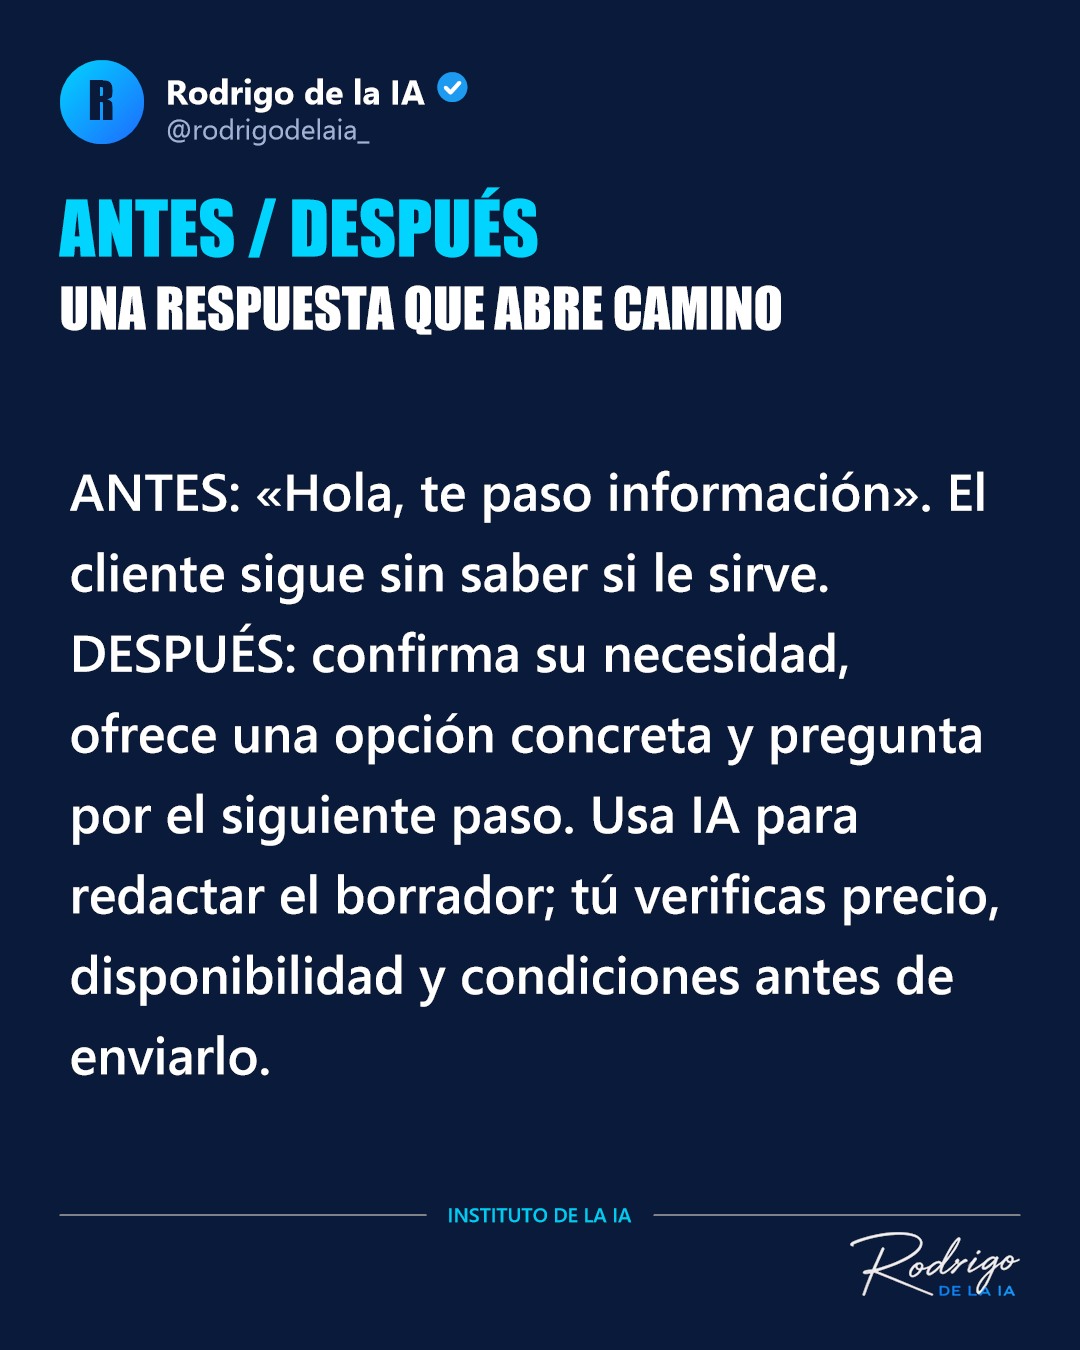 R
Rodrigo de la IA
@rodrigodelaia_
ANTES / DESPUÉS
UNA RESPUESTA QUE ABRE CAMINO
ANTES: «Hola, te paso información». El
cliente sigue sin saber si le sirve.
DESPUÉS: confirma su necesidad,
ofrece una opción concreta y pregunta
por el siguiente paso. Usa IA para
redactar el borrador; tú verificas precio,
disponibilidad y condiciones antes de
enviarlo.
INSTITUTO DE LA IA
Rodrigo
DE LA IA